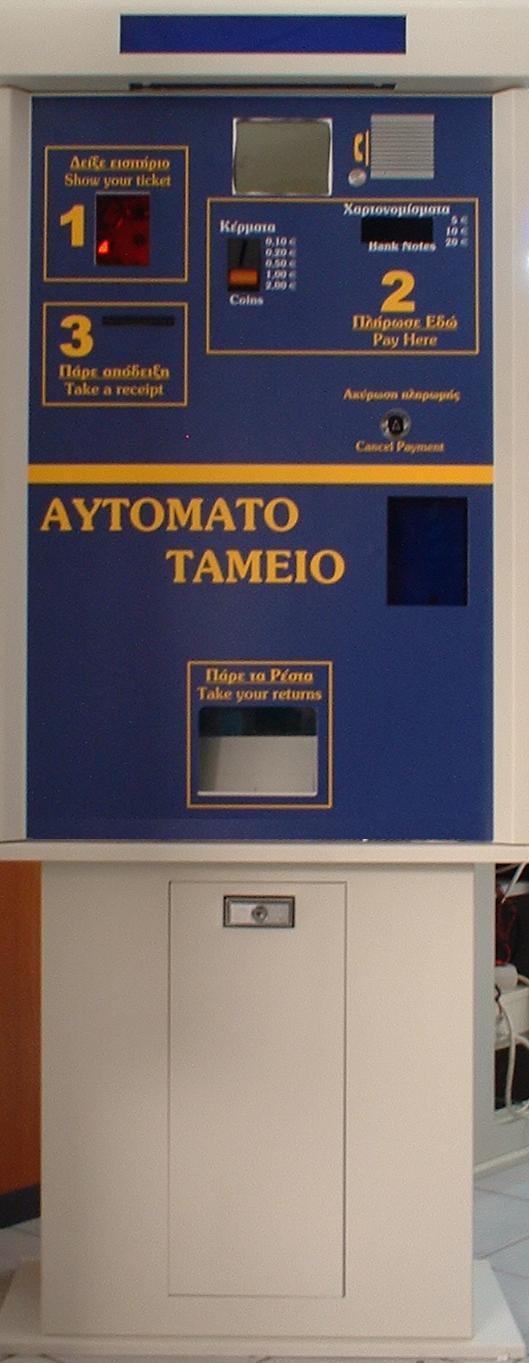 Δείξε εισιτήριο
Show your ticket
1
Κέρματα
0,10 €
0,20 €
0,50 €
1,00 €
2,00 €
Coins
Χαρτονομίσματα
5 €
10 €
20 €
Bank Notes
2
Πλήρωσε Εδώ
Pay Here
3
Πάρε απόδειξη
Take a receipt
Ακύρωση πληρωμής
Cancel Payment
ΑΥΤΟΜΑΤΟ
ΤΑΜΕΙΟ
Πάρε τα Ρέστα
Take your returns